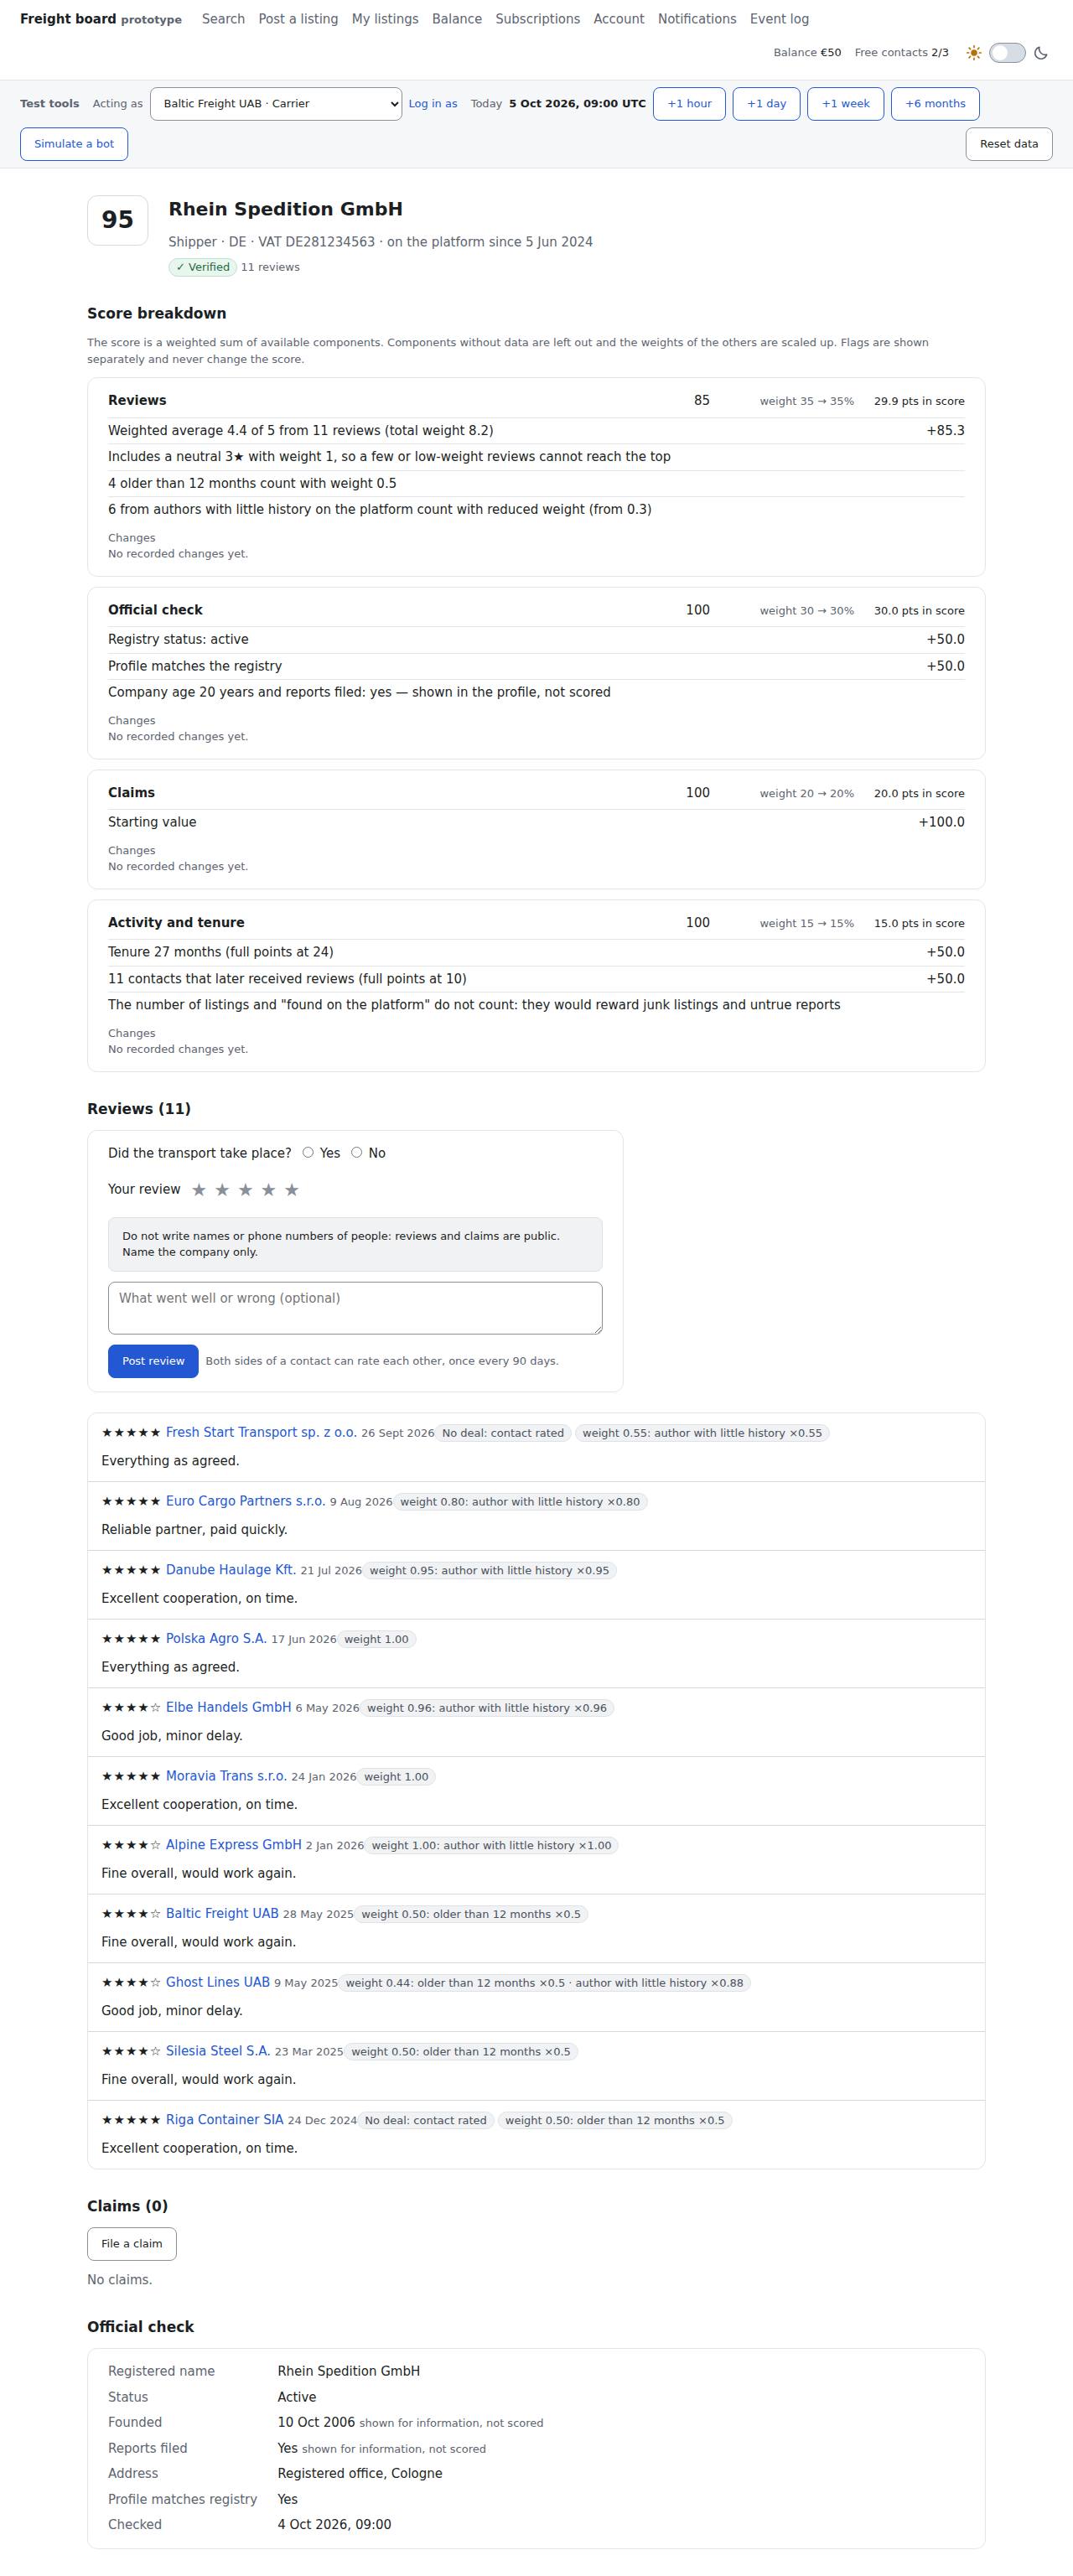 Freight board prototype Search Post a listing My listings Balance Subscriptions Account Notifications Event log
Balance €50 Free contacts 2/3
Test tools Acting as Baltic Freight UAB · Carrier Log in as Today 5 Oct 2026, 09:00 UTC +1 hour +1 day +1 week +6 months
Simulate a bot Reset data
95 Rhein Spedition GmbH
Shipper · DE · VAT DE281234563 · on the platform since 5 Jun 2024
✓ Verified 11 reviews
Score breakdown
The score is a weighted sum of available components. Components without data are left out and the weights of the others are scaled up. Flags are shown
separately and never change the score.
Reviews 85 weight 35 → 35% 29.9 pts in score
Weighted average 4.4 of 5 from 11 reviews (total weight 8.2) +85.3
Includes a neutral 3★ with weight 1, so a few or low-weight reviews cannot reach the top
4 older than 12 months count with weight 0.5
6 from authors with little history on the platform count with reduced weight (from 0.3)
Changes
No recorded changes yet.
Official check 100 weight 30 → 30% 30.0 pts in score
Registry status: active +50.0
Profile matches the registry +50.0
Company age 20 years and reports filed: yes — shown in the profile, not scored
Changes
No recorded changes yet.
Claims 100 weight 20 → 20% 20.0 pts in score
Starting value +100.0
Changes
No recorded changes yet.
Activity and tenure 100 weight 15 → 15% 15.0 pts in score
Tenure 27 months (full points at 24) +50.0
11 contacts that later received reviews (full points at 10) +50.0
The number of listings and "found on the platform" do not count: they would reward junk listings and untrue reports
Changes
No recorded changes yet.
Reviews (11)
Did the transport take place? Yes No
Your review ★ ★ ★ ★ ★
Do not write names or phone numbers of people: reviews and claims are public.
Name the company only.
What went well or wrong (optional)
Post review Both sides of a contact can rate each other, once every 90 days.
★★★★★ Fresh Start Transport sp. z o.o. 26 Sept 2026 No deal: contact rated weight 0.55: author with little history ×0.55
Everything as agreed.
★★★★★ Euro Cargo Partners s.r.o. 9 Aug 2026 weight 0.80: author with little history ×0.80
Reliable partner, paid quickly.
★★★★★ Danube Haulage Kft. 21 Jul 2026 weight 0.95: author with little history ×0.95
Excellent cooperation, on time.
★★★★★ Polska Agro S.A. 17 Jun 2026 weight 1.00
Everything as agreed.
★★★★☆ Elbe Handels GmbH 6 May 2026 weight 0.96: author with little history ×0.96
Good job, minor delay.
★★★★★ Moravia Trans s.r.o. 24 Jan 2026 weight 1.00
Excellent cooperation, on time.
★★★★☆ Alpine Express GmbH 2 Jan 2026 weight 1.00: author with little history ×1.00
Fine overall, would work again.
★★★★☆ Baltic Freight UAB 28 May 2025 weight 0.50: older than 12 months ×0.5
Fine overall, would work again.
★★★★☆ Ghost Lines UAB 9 May 2025 weight 0.44: older than 12 months ×0.5 · author with little history ×0.88
Good job, minor delay.
★★★★☆ Silesia Steel S.A. 23 Mar 2025 weight 0.50: older than 12 months ×0.5
Fine overall, would work again.
★★★★★ Riga Container SIA 24 Dec 2024 No deal: contact rated weight 0.50: older than 12 months ×0.5
Excellent cooperation, on time.
Claims (0)
File a claim
No claims.
Official check
Registered name Rhein Spedition GmbH
Status Active
Founded 10 Oct 2006 shown for information, not scored
Reports filed Yes shown for information, not scored
Address Registered office, Cologne
Profile matches registry Yes
Checked 4 Oct 2026, 09:00